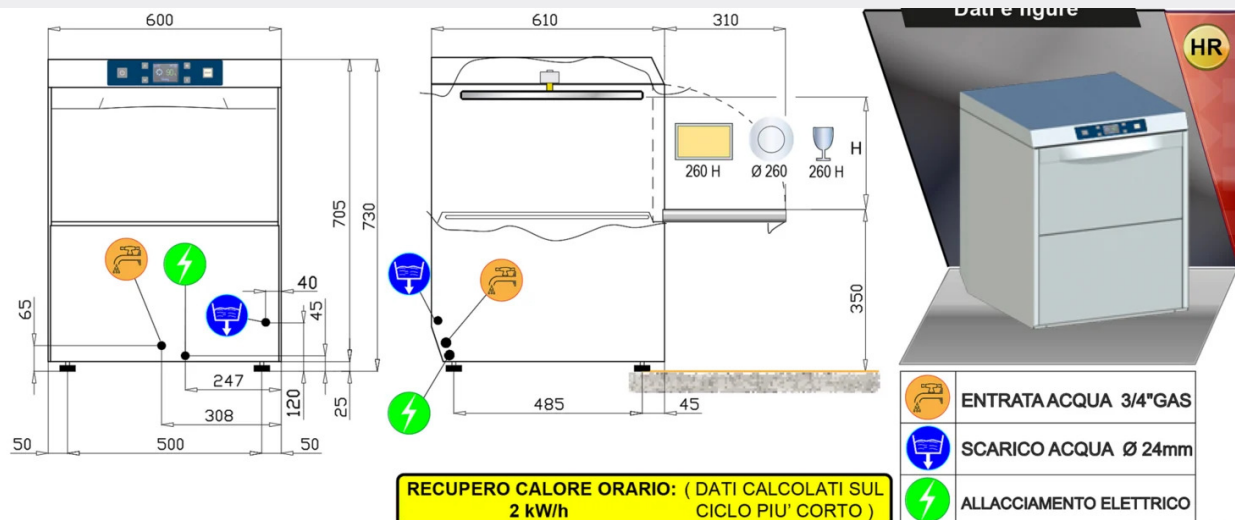 Dati e figure
HR
600
610
310
260 H
Ø 260
260 H
H
705
730
350
65
40
45
247
308
120
25
50
500
50
485
45
ENTRATA ACQUA 3/4"GAS
SCARICO ACQUA Ø 24mm
ALLACCIAMENTO ELETTRICO
RECUPERO CALORE ORARIO: ( DATI CALCOLATI SUL
2 kW/h CICLO PIU' CORTO )